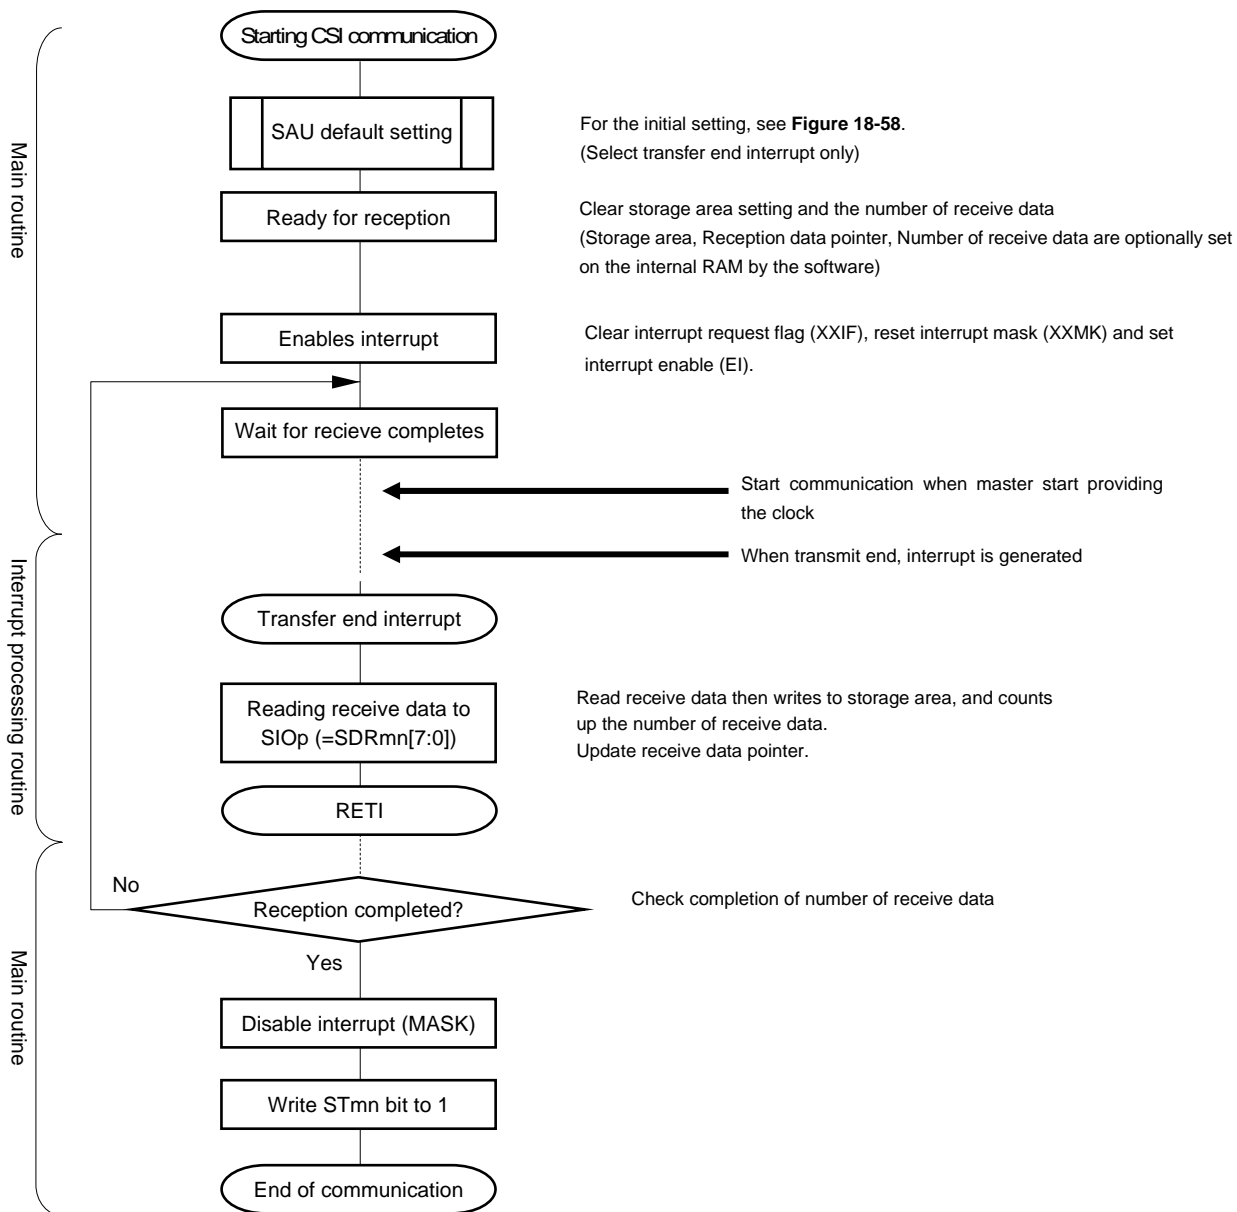 Starting CSI communication
SAU default setting
For the initial setting, see Figure 18-58.
(Select transfer end interrupt only)
Main routine
Ready for reception
Clear storage area setting and the number of receive data
(Storage area, Reception data pointer, Number of receive data are optionally set
on the internal RAM by the software)
Enables interrupt
Clear interrupt request flag (XXIF), reset interrupt mask (XXMK) and set
interrupt enable (EI).
Wait for recieve completes
Start communication when master start providing
the clock
When transmit end, interrupt is generated
Interrupt processing routine
Transfer end interrupt
Reading receive data to
SIOp (=SDRmn[7:0])
Read receive data then writes to storage area, and counts
up the number of receive data.
Update receive data pointer.
RETI
No
Reception completed?
Check completion of number of receive data
Yes
Main routine
Disable interrupt (MASK)
Write STmn bit to 1
End of communication